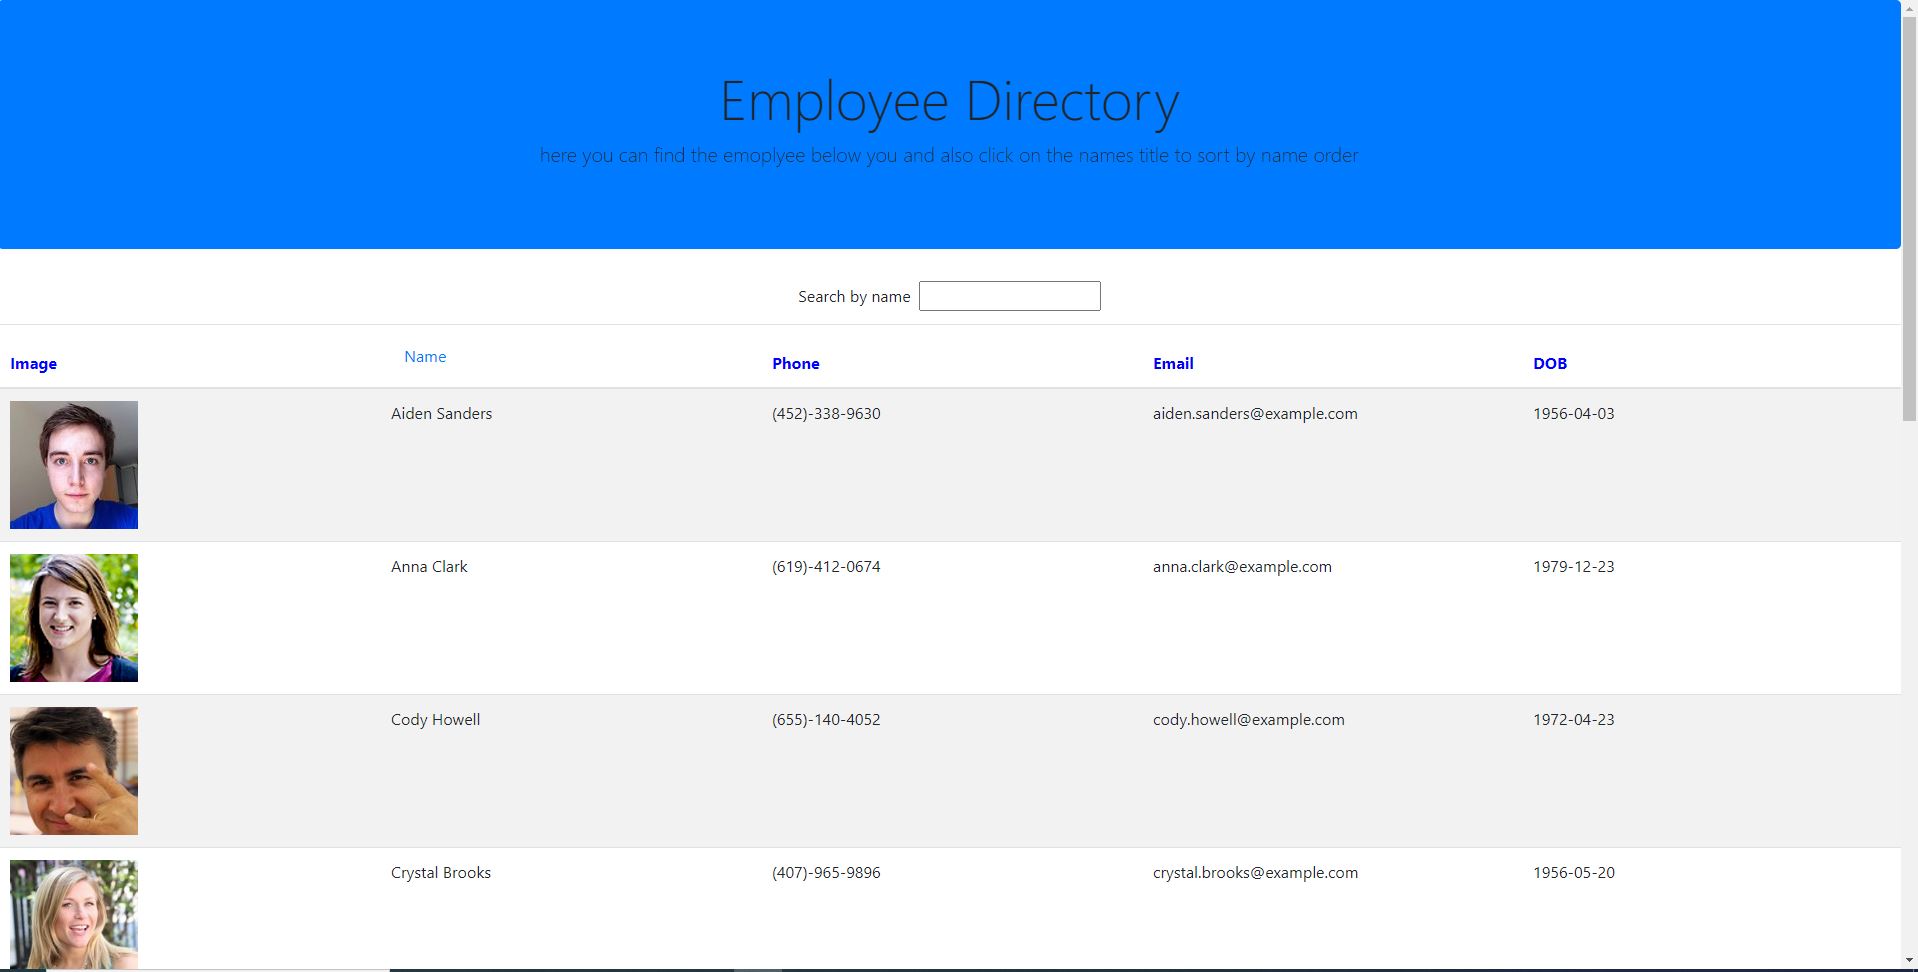 Employee Directory
here you can find the emoplyee below you and also click on the names title to sort by name order
Search by name
Image Name Phone Email DOB
Aiden Sanders (452)-338-9630 aiden.sanders@example.com 1956-04-03
Anna Clark (619)-412-0674 anna.clark@example.com 1979-12-23
Cody Howell (655)-140-4052 cody.howell@example.com 1972-04-23
Crystal Brooks (407)-965-9896 crystal.brooks@example.com 1956-05-20